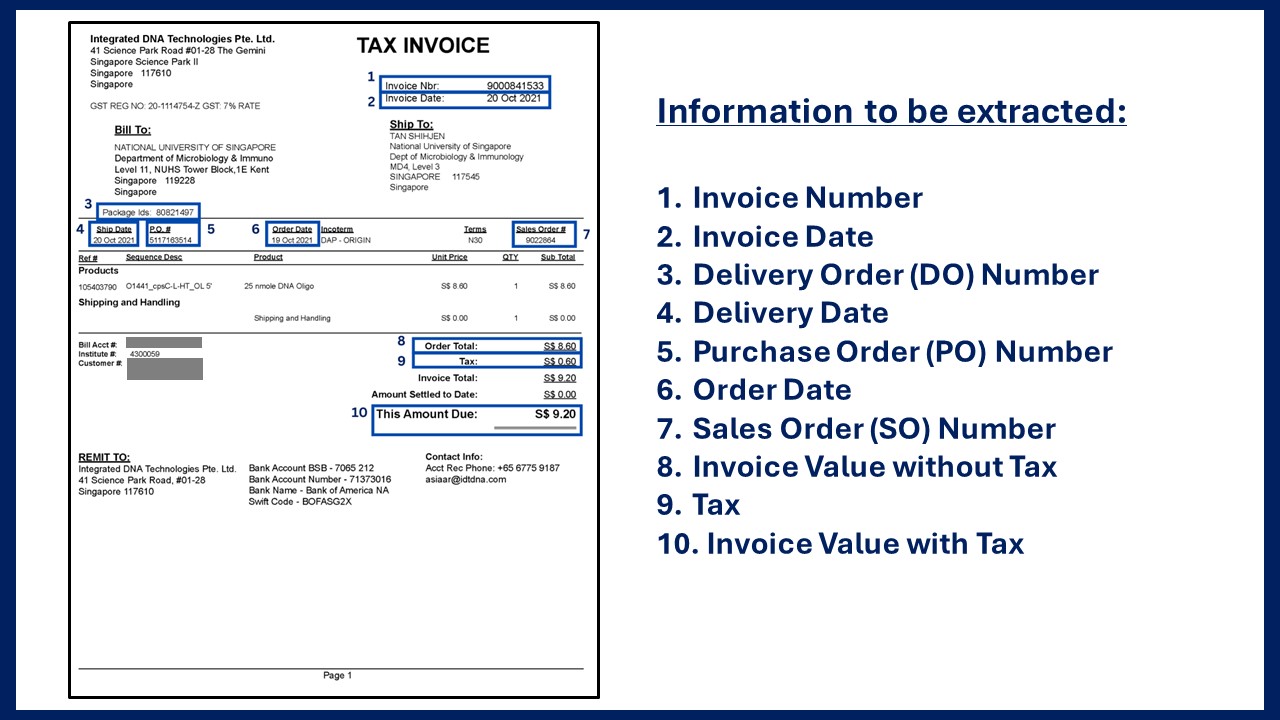 Integrated DNA Technologies Pte. Ltd.
41 Science Park Road #01-28 The Gemini
Singapore Science Park II
Singapore 117610
Singapore
GST REG NO: 20-1114754-Z GST: 7% RATE
TAX INVOICE
1 Invoice Nbr: 9000841533
2 Invoice Date: 20 Oct 2021
Bill To:
NATIONAL UNIVERSITY OF SINGAPORE
Department of Microbiology & Immuno
Level 11, NUHS Tower Block,1E Kent
Singapore 119228
Singapore
Ship To:
TAN SHIHJEN
National University of Singapore
Dept of Microbiology & Immunology
MD4, Level 3
SINGAPORE 117545
Singapore
3 Package Ids: 80821497
4 Ship Date P.O. # 5 6 Order Date Incoterm Terms Sales Order # 7
20 Oct 2021 5117163514 19 Oct 2021 DAP - ORIGIN N30 9022864
Ref # Sequence Desc Product Unit Price QTY Sub Total
Products
105403790 O1441_cpsC-L-HT_OL 5' 25 nmole DNA Oligo S$ 8.60 1 S$ 8.60
Shipping and Handling
Shipping and Handling S$ 0.00 1 S$ 0.00
Bill Acct #:
Institute #: 4300059
Customer #:
8 Order Total: S$ 8.60
9 Tax: S$ 0.60
Invoice Total: S$ 9.20
Amount Settled to Date: S$ 0.00
10 This Amount Due: S$ 9.20
REMIT TO:
Integrated DNA Technologies Pte. Ltd.
41 Science Park Road, #01-28
Singapore 117610
Bank Account BSB - 7065 212
Bank Account Number - 71373016
Bank Name - Bank of America NA
Swift Code - BOFASG2X
Contact Info:
Acct Rec Phone: +65 6775 9187
asiaar@idtdna.com
Page 1
Information to be extracted:
1. Invoice Number
2. Invoice Date
3. Delivery Order (DO) Number
4. Delivery Date
5. Purchase Order (PO) Number
6. Order Date
7. Sales Order (SO) Number
8. Invoice Value without Tax
9. Tax
10. Invoice Value with Tax